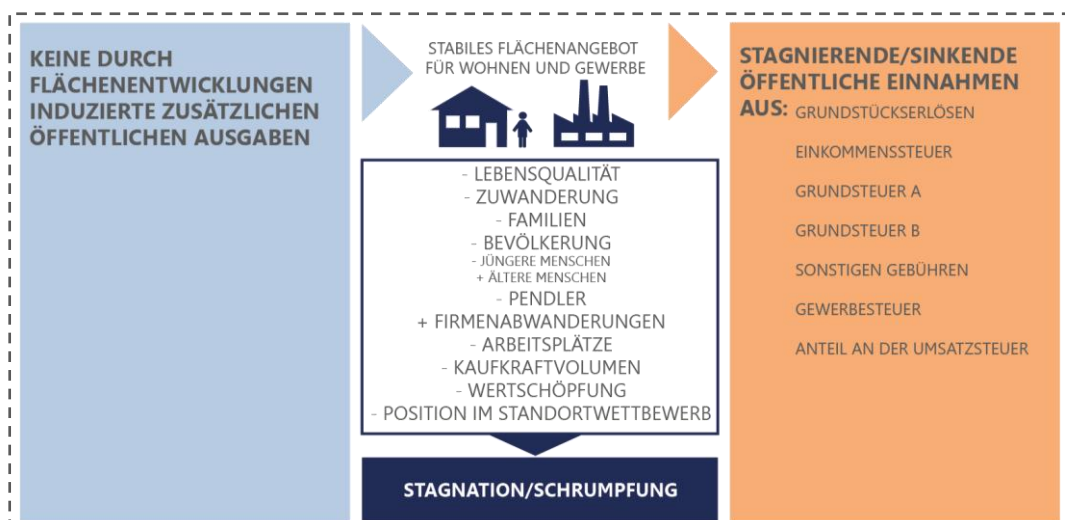 KEINE DURCH
FLÄCHENENTWICKLUNGEN
INDUZIERTE ZUSÄTZLICHEN
ÖFFENTLICHEN AUSGABEN
STABILES FLÄCHENANGEBOT
FÜR WOHNEN UND GEWERBE
- LEBENSQUALITÄT
- ZUWANDERUNG
- FAMILIEN
- BEVÖLKERUNG
- JÜNGERE MENSCHEN
+ ÄLTERE MENSCHEN
- PENDLER
+ FIRMENABWANDERUNGEN
- ARBEITSPLÄTZE
- KAUFKRAFTVOLUMEN
- WERTSCHÖPFUNG
- POSITION IM STANDORTWETTBEWERB
STAGNATION/SCHRUMPFUNG
STAGNIERENDE/SINKENDE
ÖFFENTLICHE EINNAHMEN
AUS: GRUNDSTÜCKSERLÖSEN
EINKOMMENSSTEUER
GRUNDSTEUER A
GRUNDSTEUER B
SONSTIGEN GEBÜHREN
GEWERBESTEUER
ANTEIL AN DER UMSATZSTEUER